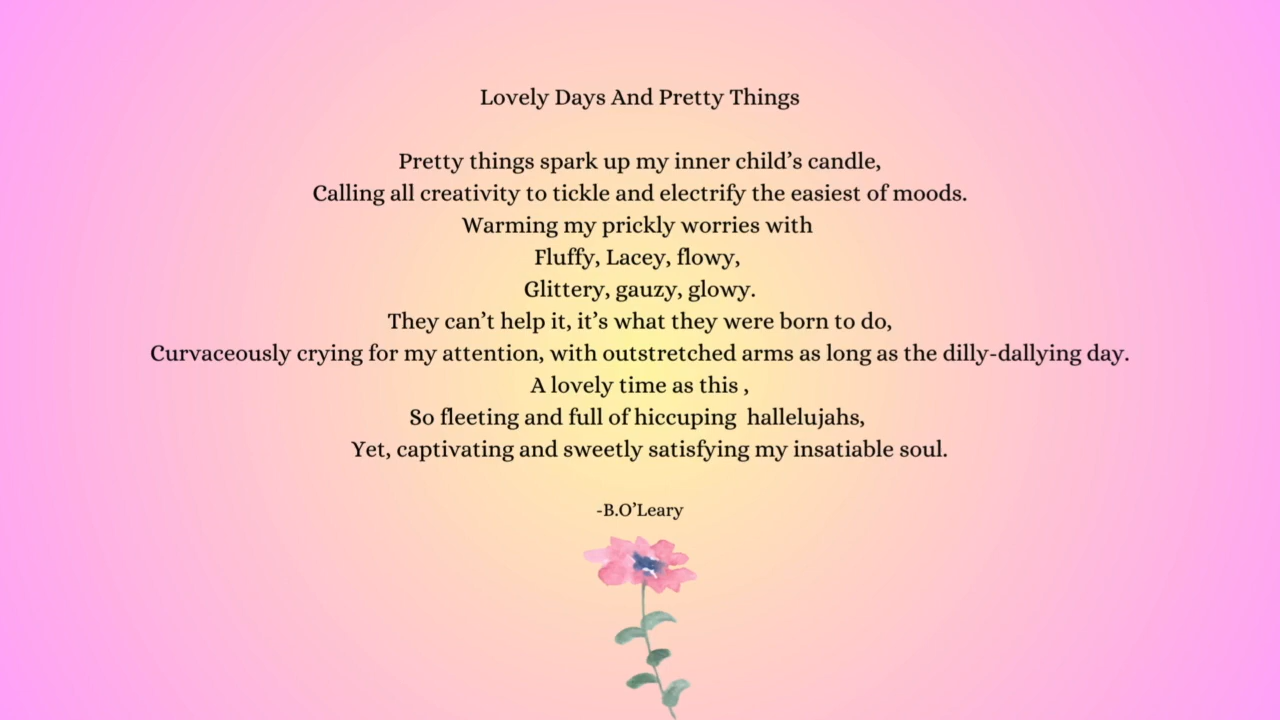 Lovely Days And Pretty Things
Pretty things spark up my inner child’s candle,
Calling all creativity to tickle and electrify the easiest of moods.
Warming my prickly worries with
Fluffy, Lacey, flowy,
Glittery, gauzy, glowy.
They can’t help it, it’s what they were born to do,
Curvaceously crying for my attention, with outstretched arms as long as the dilly-dallying day.
A lovely time as this ,
So fleeting and full of hiccuping  hallelujahs,
Yet, captivating and sweetly satisfying my insatiable soul.
-B.O’Leary